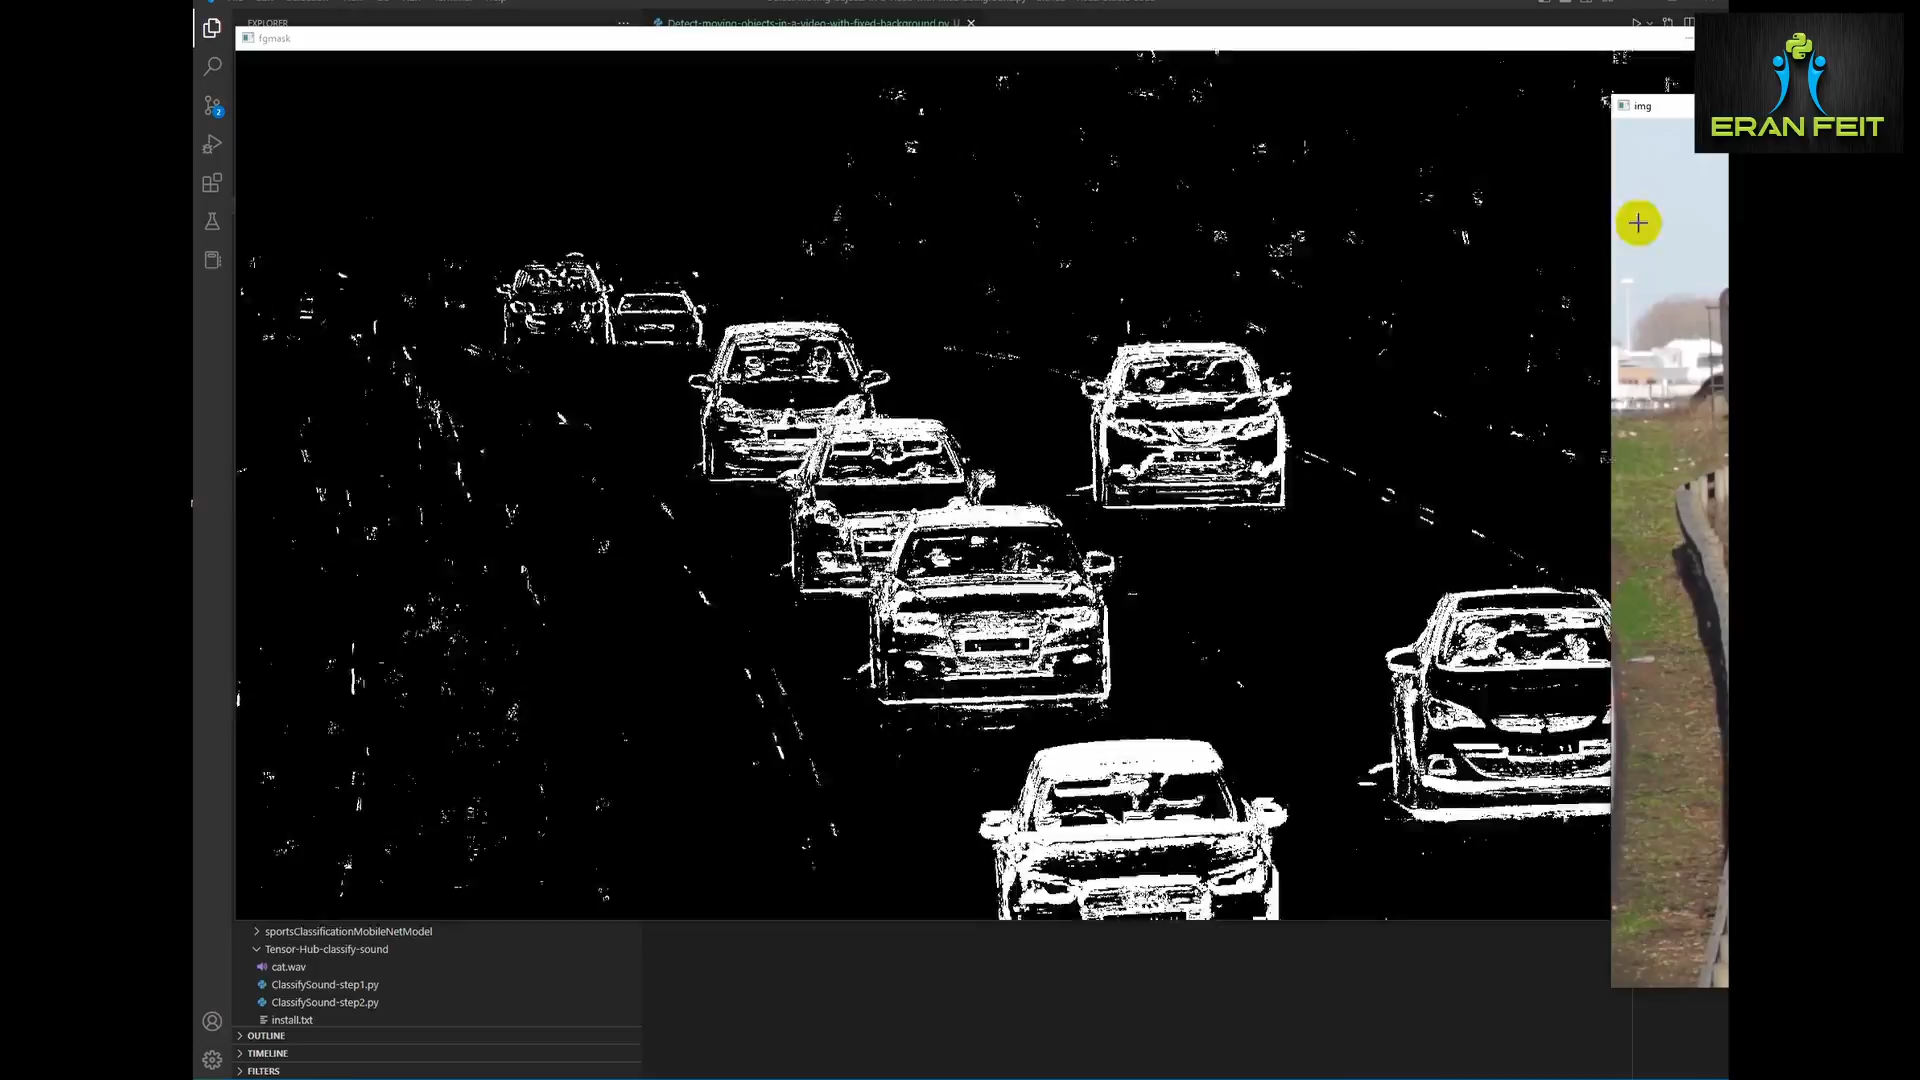 EXPLORER
Detect-moving-objects-in-a-video-with-fixed-background.py U
fgmask
ERAN FEIT
img
2
sportsClassificationMobileNetModel
Tensor-Hub-classify-sound
cat.wav
ClassifySound-step1.py
ClassifySound-step2.py
install.txt
OUTLINE
TIMELINE
FILTERS